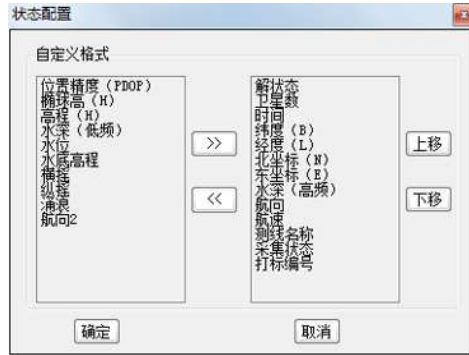 状态配置
自定义格式
位置精度（PDOP）
椭球高（H）
高程（H）
水深（低频）
水位
水底高程
横摇
纵摇
涌浪
航向2
>>
<<
解状态
卫星数
时间
纬度（B）
经度（L）
北坐标（N）
东坐标（E）
水深（高频）
航向
航速
测线名称
采集状态
打标编号
上移
下移
确定
取消